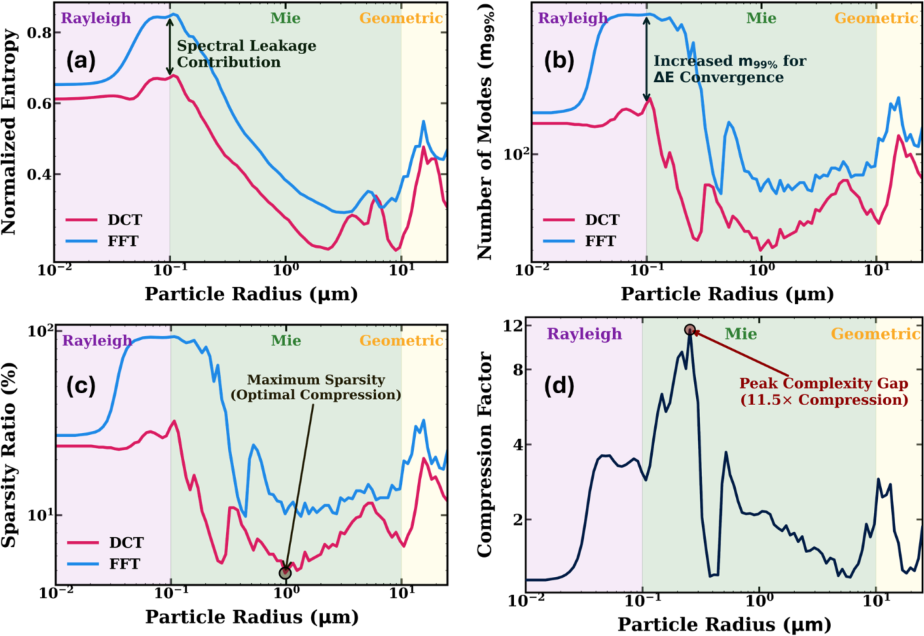 Rayleigh Mie Geometric
(a)
Spectral Leakage
Contribution
Normalized Entropy
0.8
0.6
0.4
DCT
FFT
10⁻² 10⁻¹ 10⁰ 10¹
Particle Radius (μm)
Rayleigh Mie Geometric
(b)
Increased m99% for
ΔE Convergence
Number of Modes (m99%)
10²
DCT
FFT
10⁻² 10⁻¹ 10⁰ 10¹
Particle Radius (μm)
Rayleigh Mie Geometric
(c)
Maximum Sparsity
(Optimal Compression)
Sparsity Ratio (%)
10²
10¹
DCT
FFT
10⁻² 10⁻¹ 10⁰ 10¹
Particle Radius (μm)
Rayleigh Mie Geometric
(d)
Peak Complexity Gap
(11.5× Compression)
Compression Factor
12
8
4
2
10⁻² 10⁻¹ 10⁰ 10¹
Particle Radius (μm)